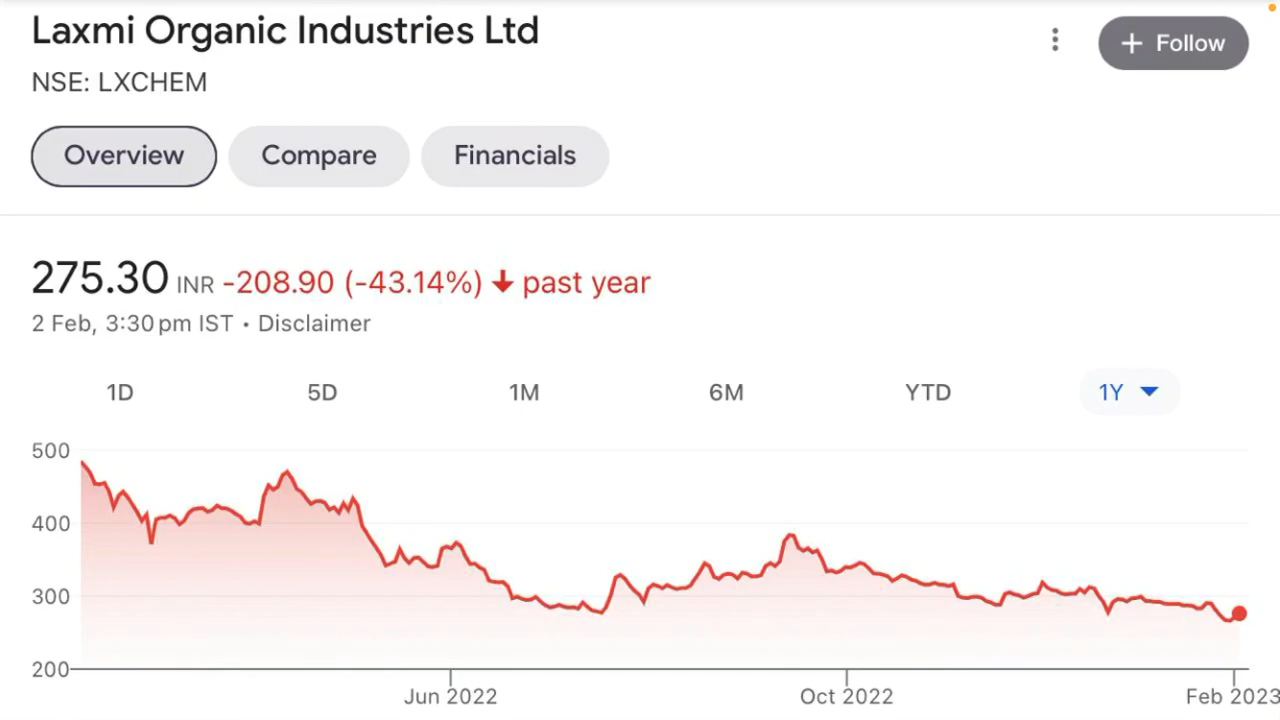 Laxmi Organic Industries Ltd
+ Follow
NSE: LXCHEM
Overview Compare Financials
275.30 INR -208.90 (-43.14%) ↓ past year
2 Feb, 3:30 pm IST • Disclaimer
1D 5D 1M 6M YTD 1Y
500
400
300
200
Jun 2022 Oct 2022 Feb 2023